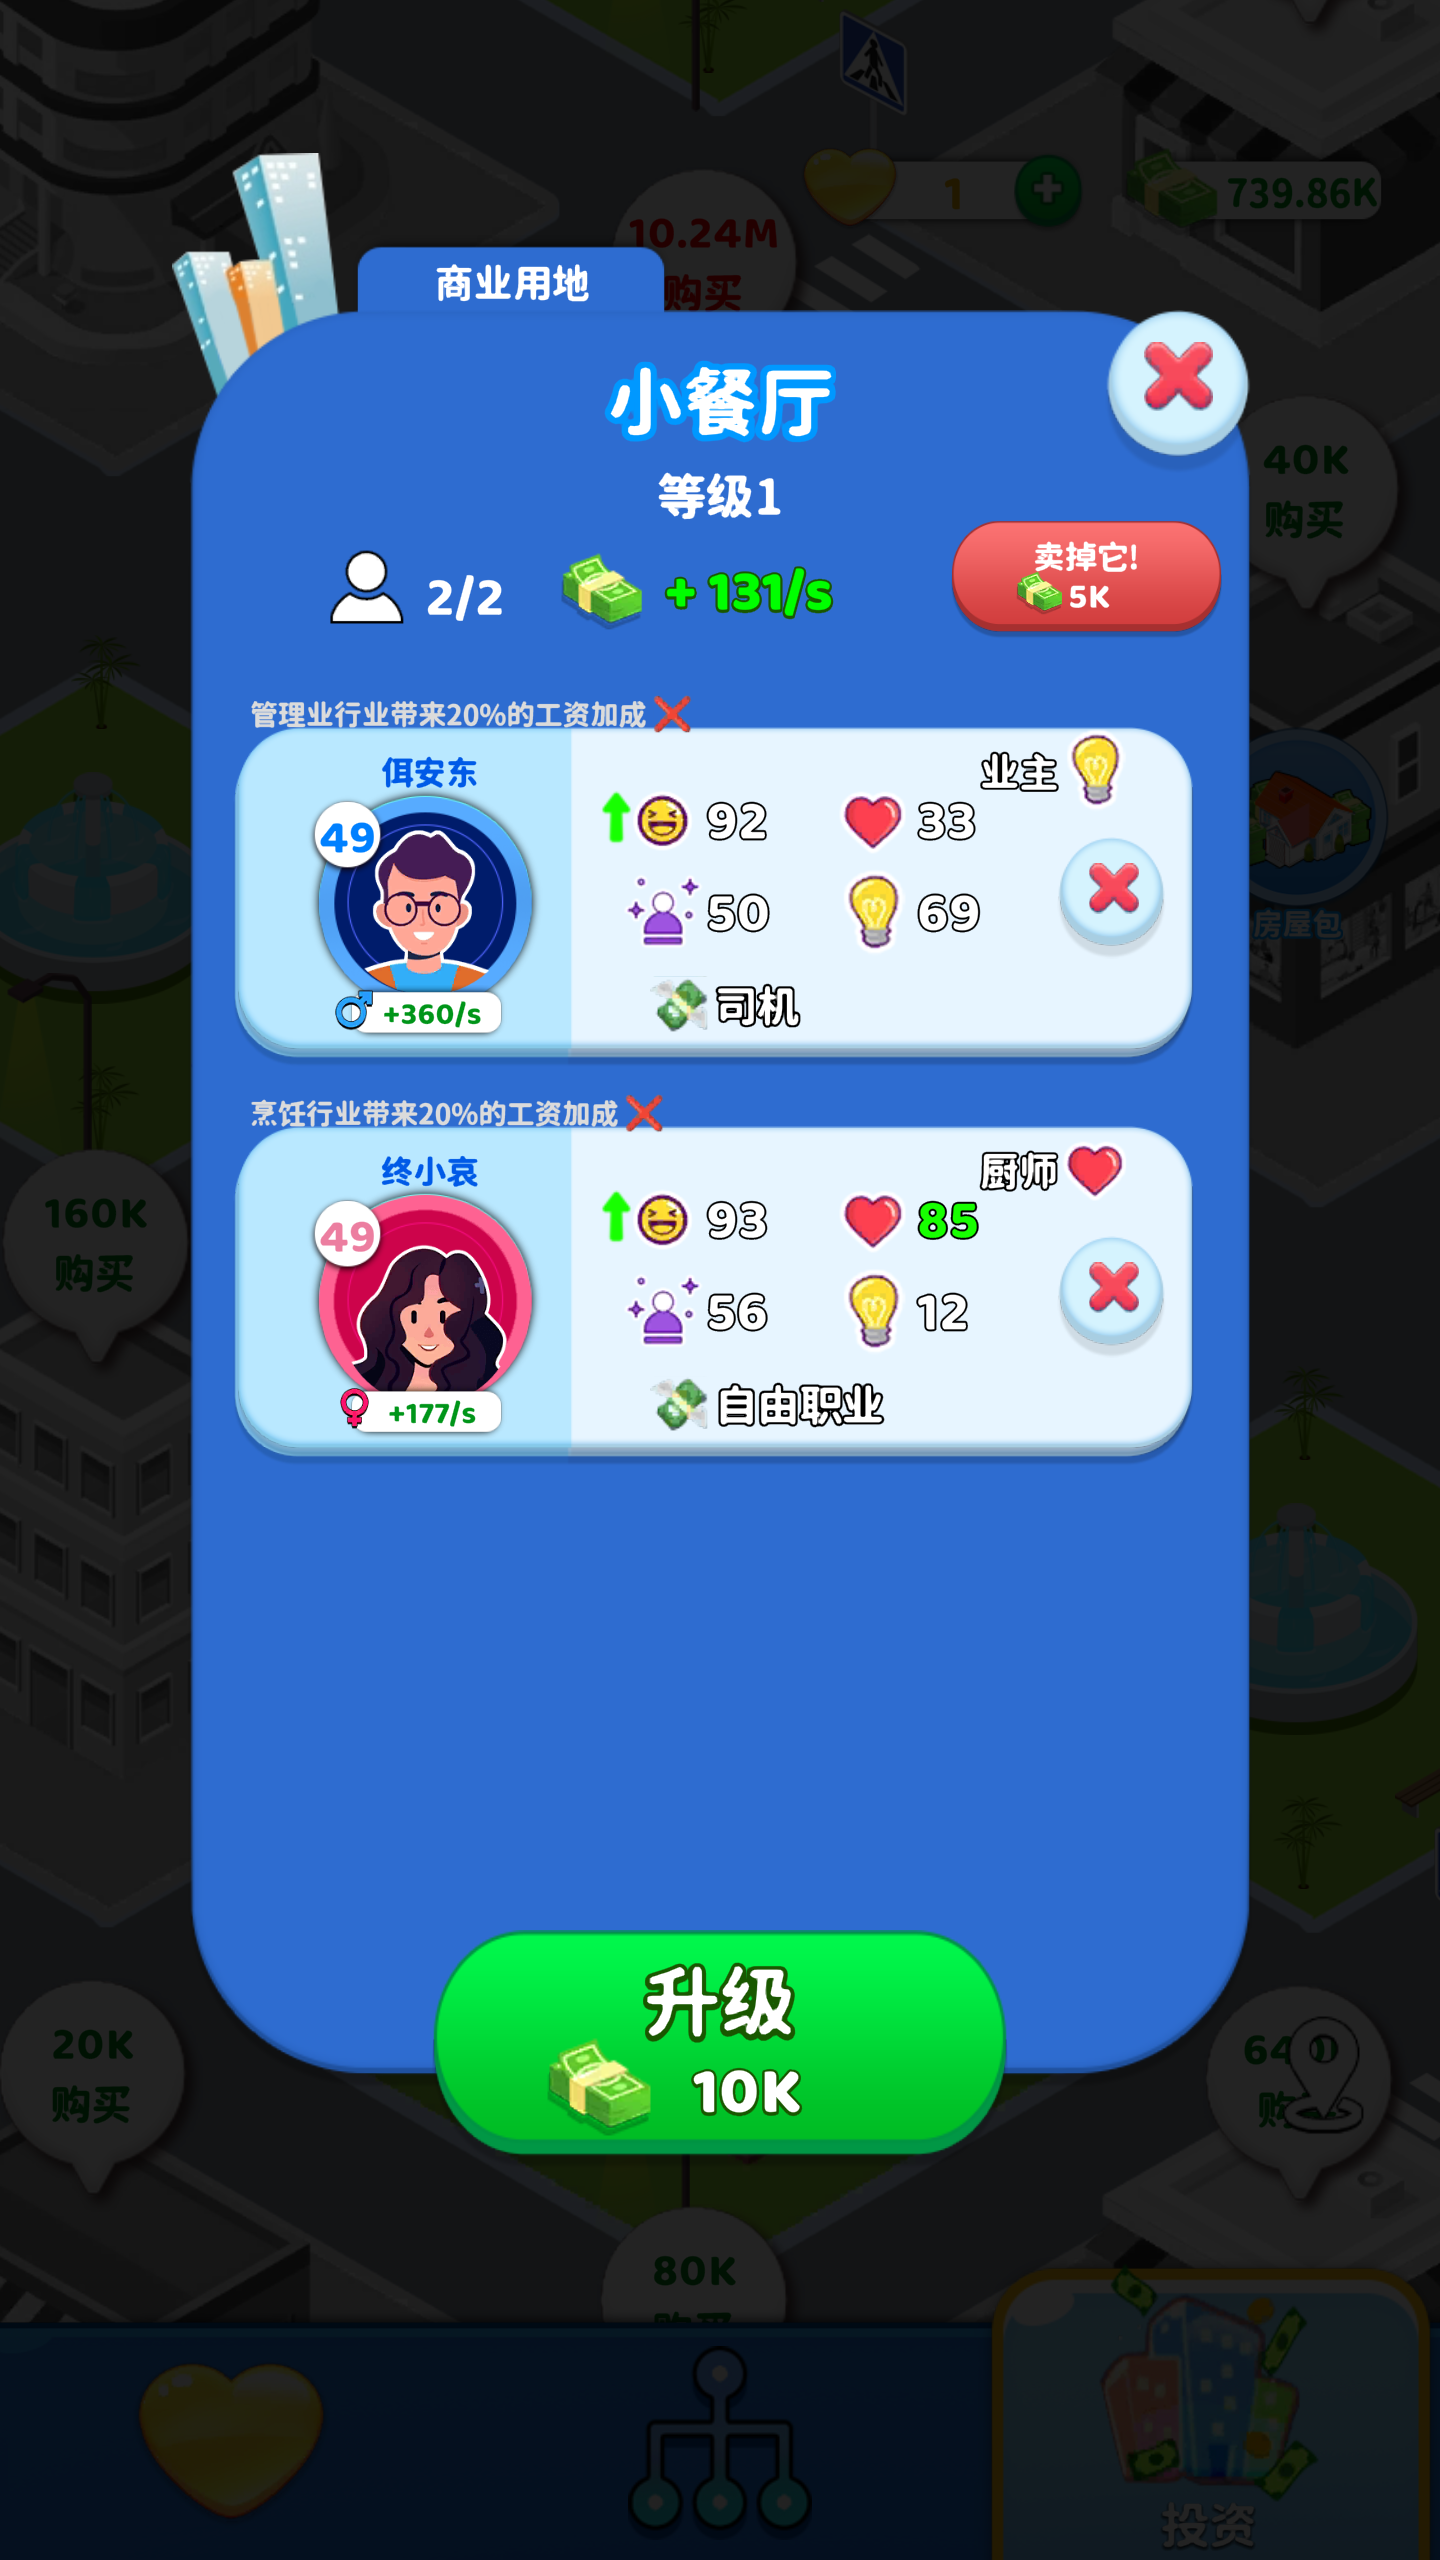 1
739.86K
10.24M
购买
商业用地
小餐厅
等级1
40K
购买
2/2
+ 131/s
卖掉它!
5K
管理业行业带来20%的工资加成
佴安东
业主
49
92
33
50
69
+360/s
司机
房屋包
烹饪行业带来20%的工资加成
终小哀
厨师
49
93
85
56
12
+177/s
自由职业
160K
购买
升级
10K
20K
购买
80K
购买
投资